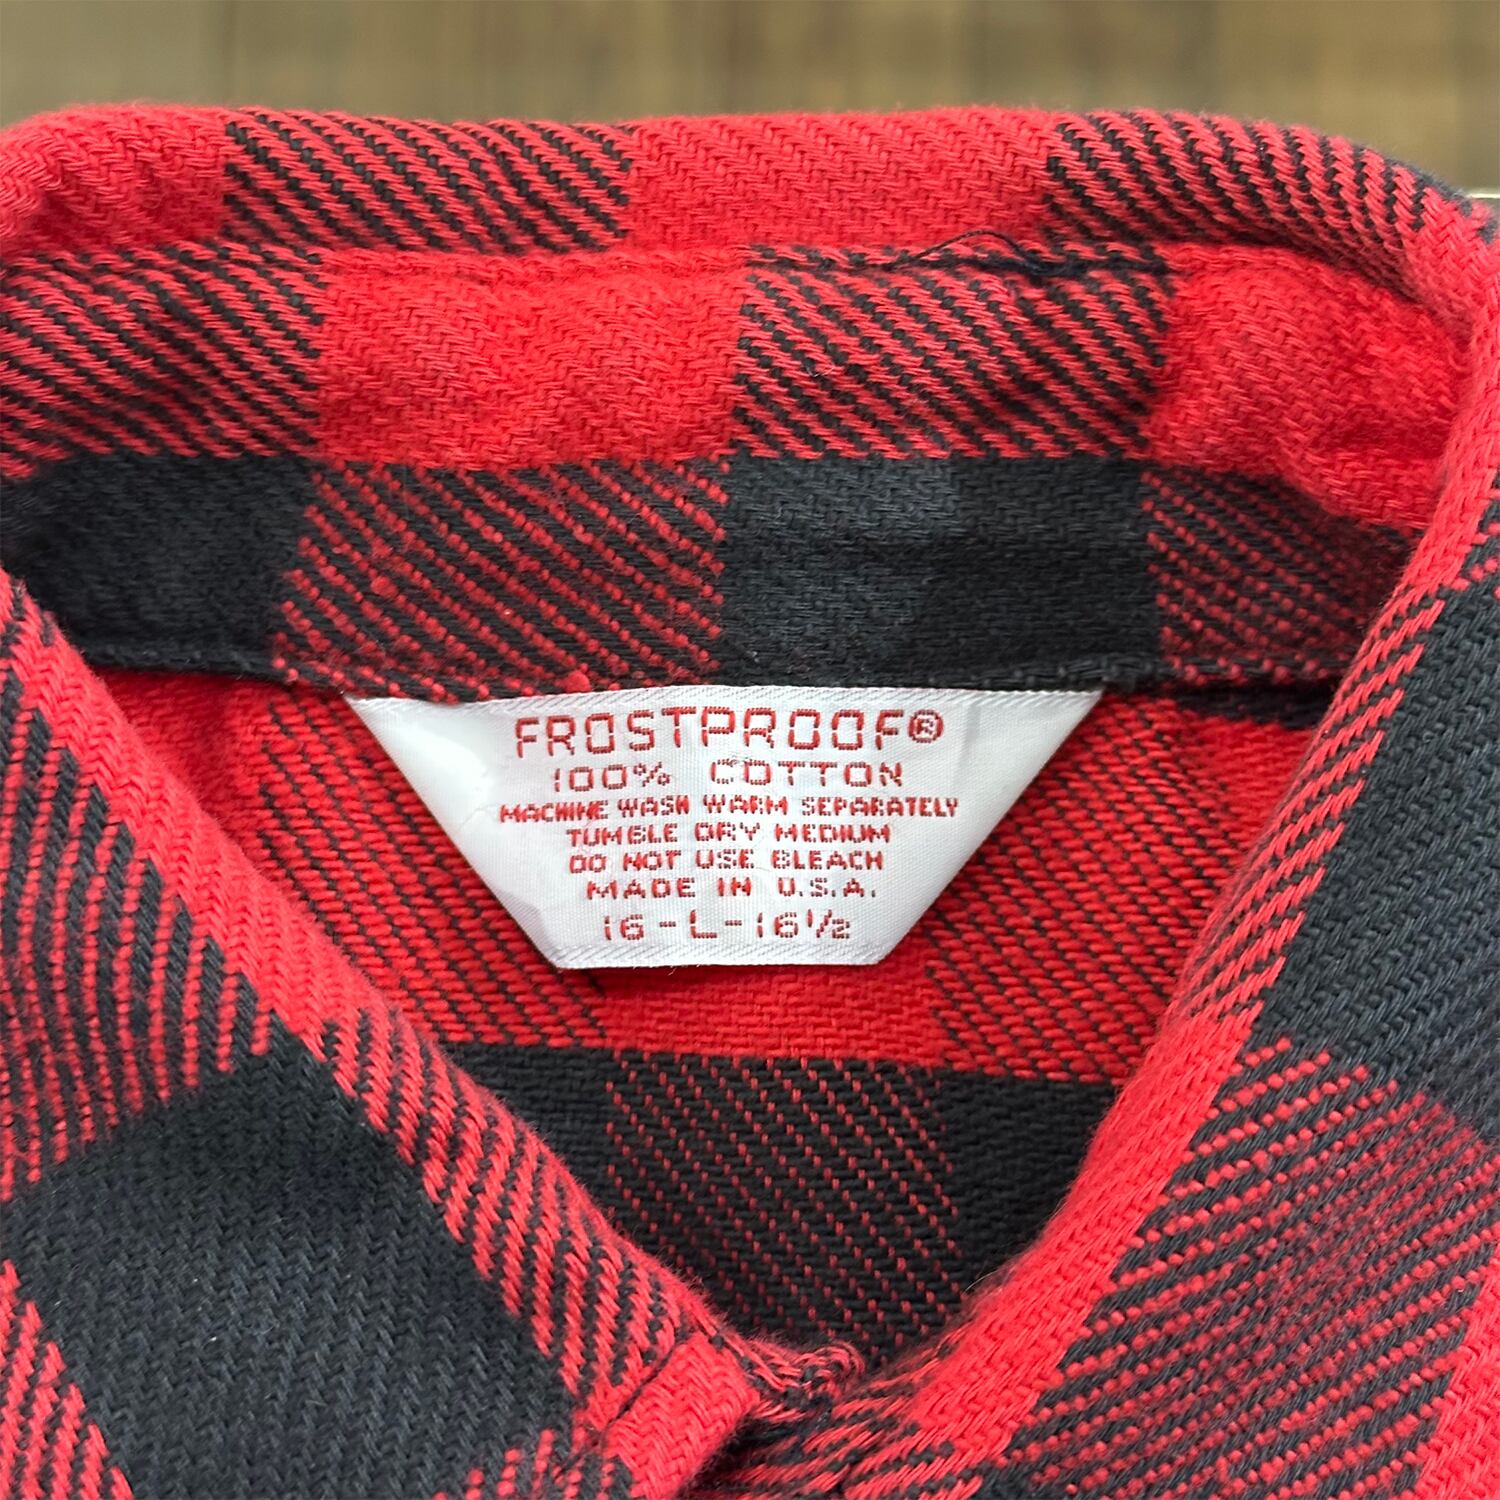 FROSTPROOF®
100% COTTON
MACHINE WASH WARM SEPARATELY
TUMBLE DRY MEDIUM
DO NOT USE BLEACH
MADE IN U.S.A.
16-L-16½